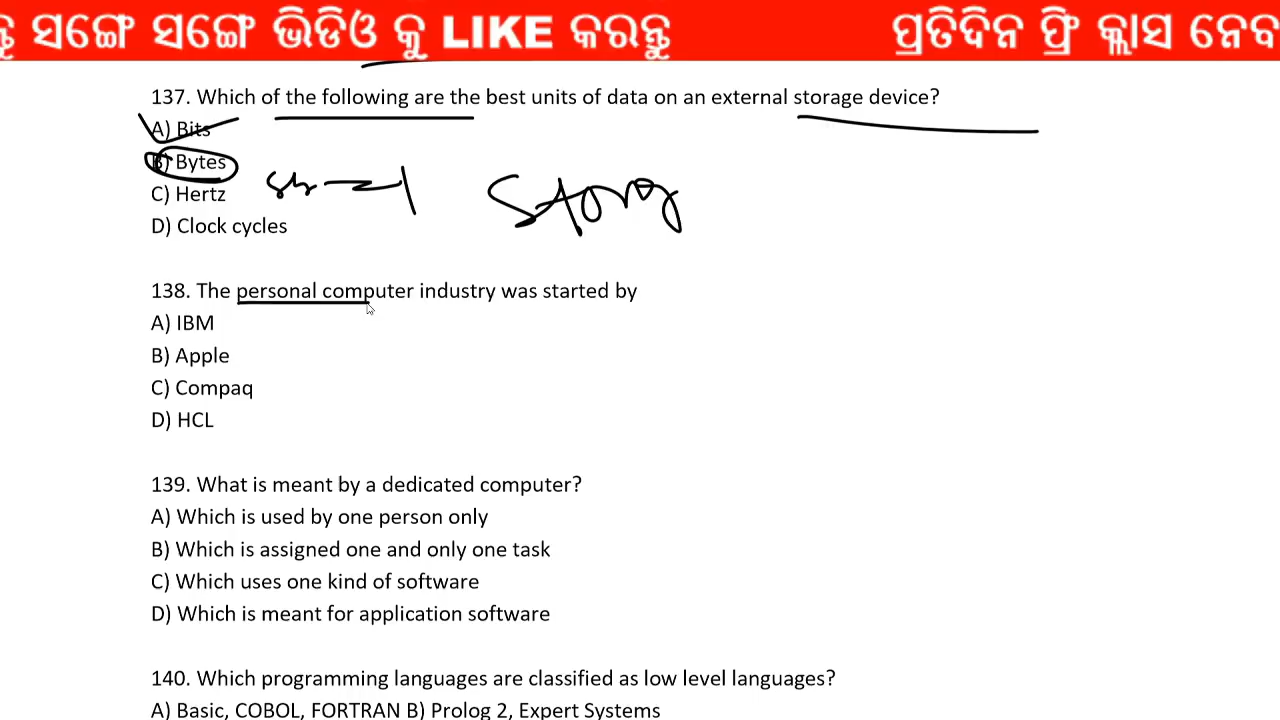 ନ୍ତୁ ସଙ୍ଗେ ସଙ୍ଗେ ଭିଡିଓ କୁ LIKE କରନ୍ତୁ ପ୍ରତିଦିନ ଫ୍ରି କ୍ଲାସ ନେବ
137. Which of the following are the best units of data on an external storage device?
A) Bits
B) Bytes
C) Hertz
D) Clock cycles
138. The personal computer industry was started by
A) IBM
B) Apple
C) Compaq
D) HCL
139. What is meant by a dedicated computer?
A) Which is used by one person only
B) Which is assigned one and only one task
C) Which uses one kind of software
D) Which is meant for application software
140. Which programming languages are classified as low level languages?
A) Basic, COBOL, FORTRAN B) Prolog 2, Expert Systems